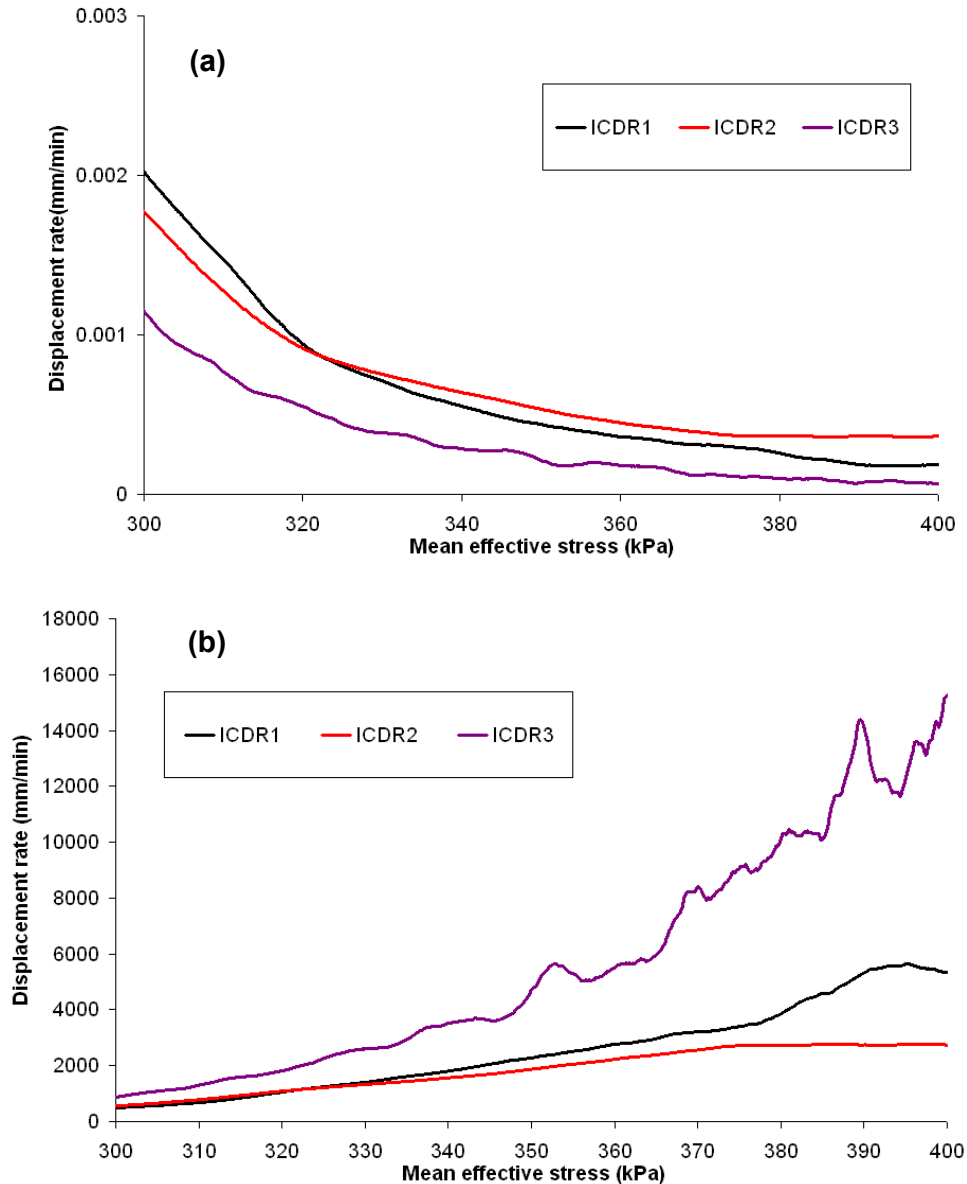 (a)
0.003
0.002
0.001
0
Displacement rate(mm/min)
ICDR1 ICDR2 ICDR3
300 320 340 360 380 400
Mean effective stress (kPa)
(b)
18000
16000
14000
12000
10000
8000
6000
4000
2000
0
Displacement rate (mm/min)
ICDR1 ICDR2 ICDR3
300 310 320 330 340 350 360 370 380 390 400
Mean effective stress (kPa)